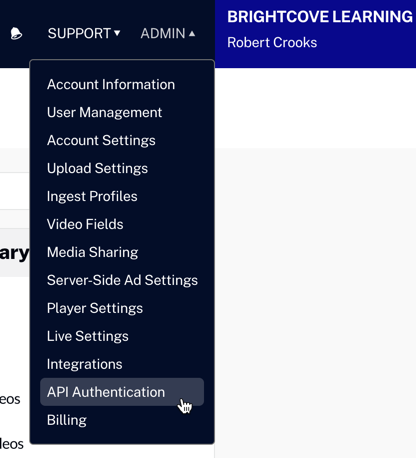 SUPPORT▼ ADMIN▲
BRIGHTCOVE LEARNING
Robert Crooks
Account Information
User Management
Account Settings
Upload Settings
Ingest Profiles
Video Fields
Media Sharing
Server-Side Ad Settings
Player Settings
Live Settings
Integrations
API Authentication
Billing
ary
eos
leos